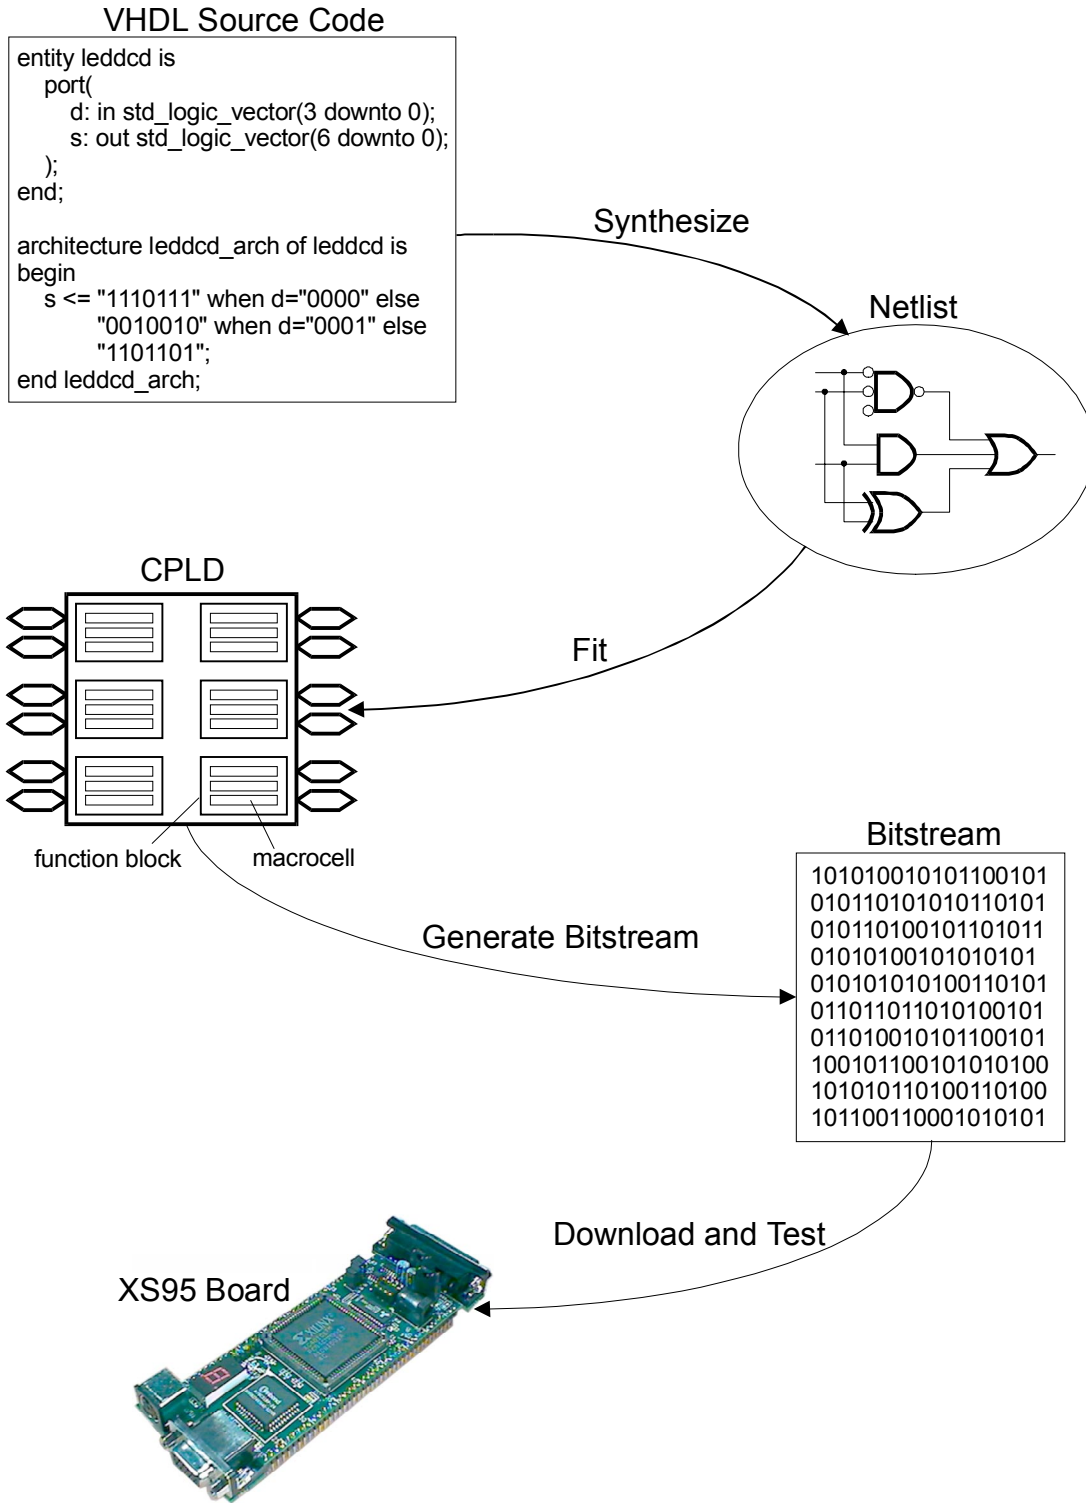 VHDL Source Code
entity leddcd is
port(
d: in std_logic_vector(3 downto 0);
s: out std_logic_vector(6 downto 0);
);
end;
architecture leddcd_arch of leddcd is
begin
s <= "1110111" when d="0000" else
"0010010" when d="0001" else
"1101101";
end leddcd_arch;
Synthesize
Netlist
CPLD
Fit
function block
macrocell
Generate Bitstream
Bitstream
101010010101100101
010110101010110101
010110100101101011
01010100101010101
010101010100110101
011011011010100101
011010010101100101
100101100101010100
101010110100110100
101100110001010101
Download and Test
XS95 Board
XILINX